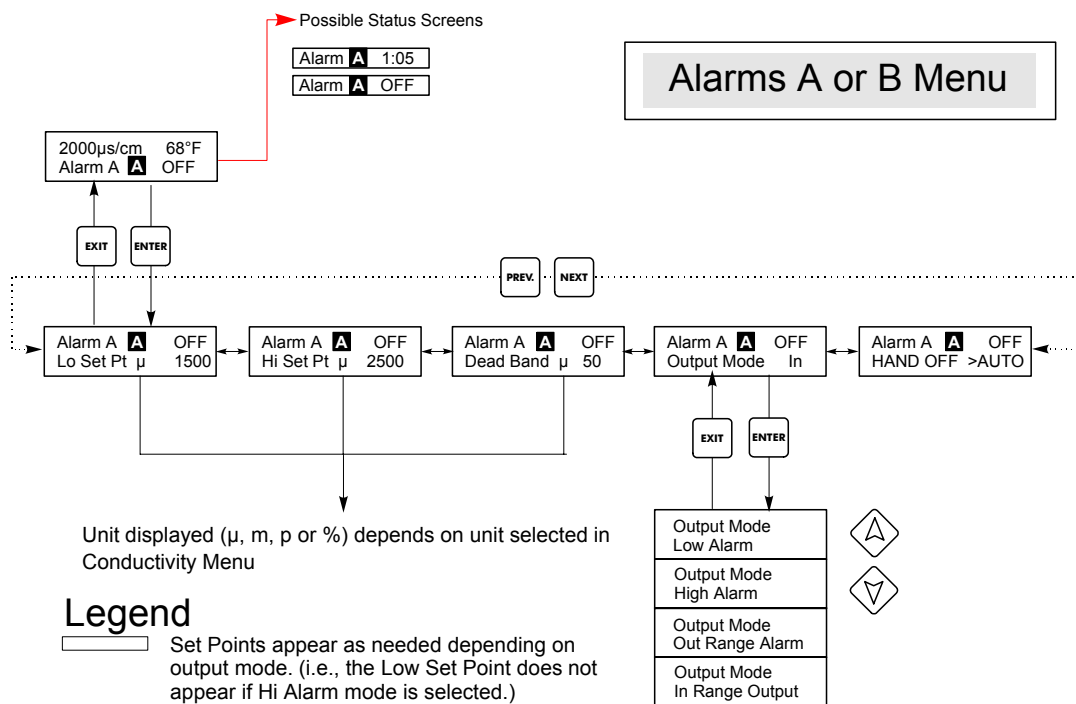 Possible Status Screens
Alarm A 1:05
Alarm A OFF
Alarms A or B Menu
2000µs/cm 68°F
Alarm A A OFF
EXIT
ENTER
PREV.
NEXT
Alarm A A OFF
Lo Set Pt µ 1500
Alarm A A OFF
Hi Set Pt µ 2500
Alarm A A OFF
Dead Band µ 50
Alarm A A OFF
Output Mode In
Alarm A A OFF
HAND OFF >AUTO
EXIT
ENTER
Unit displayed (µ, m, p or %) depends on unit selected in
Conductivity Menu
Output Mode
Low Alarm
Output Mode
High Alarm
Output Mode
Out Range Alarm
Output Mode
In Range Output
Legend
Set Points appear as needed depending on
output mode. (i.e., the Low Set Point does not
appear if Hi Alarm mode is selected.)